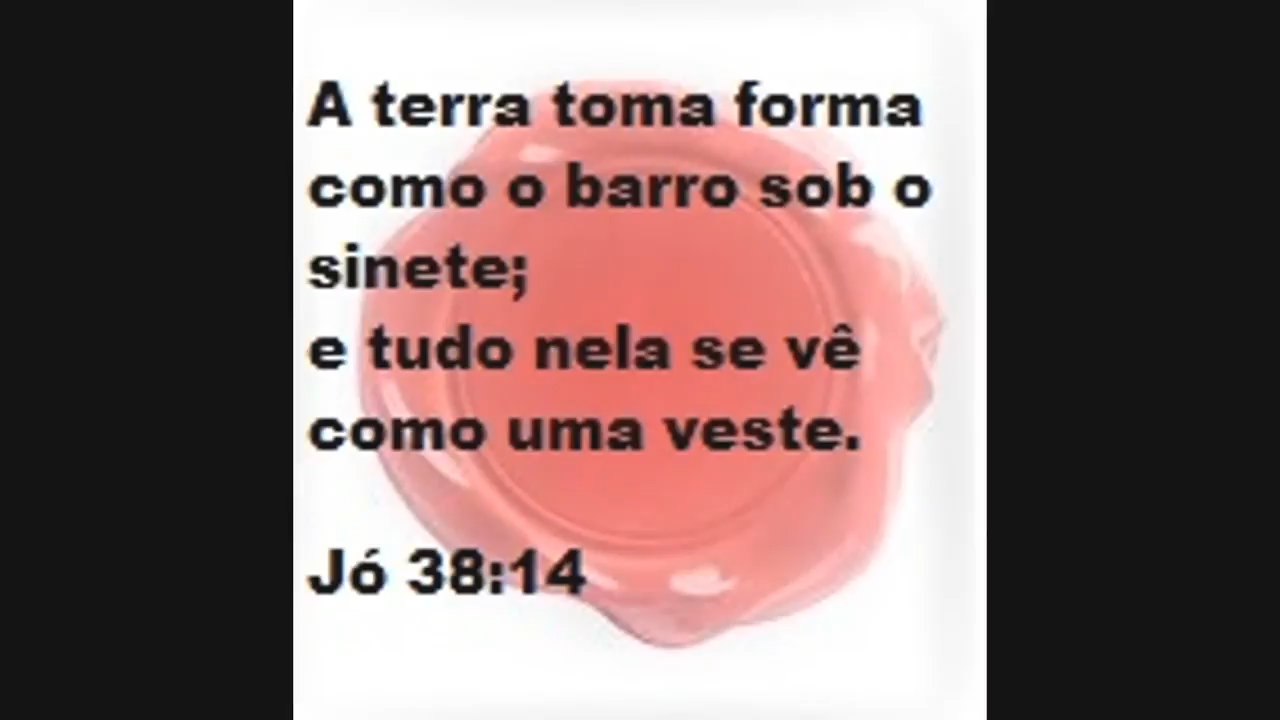 A terra toma forma
como o barro sob o
sinete;
e tudo nela se vê
como uma veste.
Jó 38:14